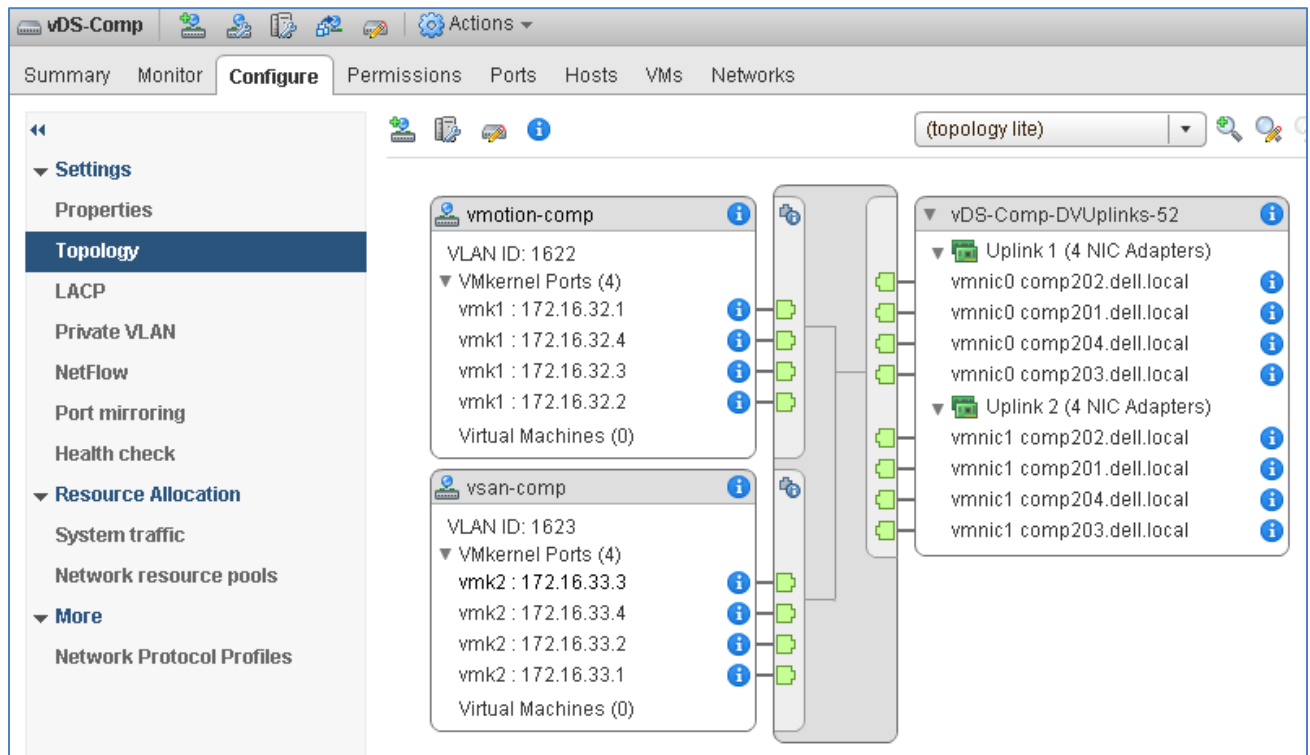 vDS-Comp Actions
Summary Monitor Configure Permissions Ports Hosts VMs Networks
Settings
Properties
Topology
LACP
Private VLAN
NetFlow
Port mirroring
Health check
Resource Allocation
System traffic
Network resource pools
More
Network Protocol Profiles
(topology lite)
vmotion-comp
VLAN ID: 1622
VMkernel Ports (4)
vmk1 : 172.16.32.1
vmk1 : 172.16.32.4
vmk1 : 172.16.32.3
vmk1 : 172.16.32.2
Virtual Machines (0)
vsan-comp
VLAN ID: 1623
VMkernel Ports (4)
vmk2 : 172.16.33.3
vmk2 : 172.16.33.4
vmk2 : 172.16.33.2
vmk2 : 172.16.33.1
Virtual Machines (0)
vDS-Comp-DVUplinks-52
Uplink 1 (4 NIC Adapters)
vmnic0 comp202.dell.local
vmnic0 comp201.dell.local
vmnic0 comp204.dell.local
vmnic0 comp203.dell.local
Uplink 2 (4 NIC Adapters)
vmnic1 comp202.dell.local
vmnic1 comp201.dell.local
vmnic1 comp204.dell.local
vmnic1 comp203.dell.local